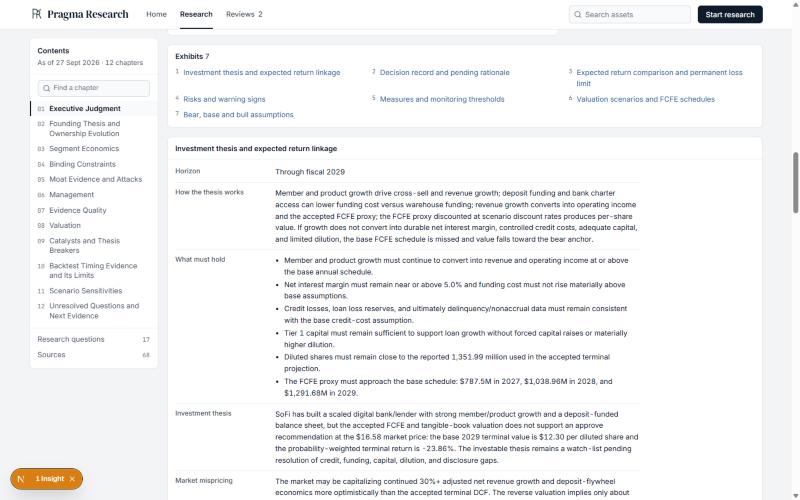 Pragma Research
Home
Research
Reviews 2
Search assets
Start research
Contents
As of 27 Sept 2026 · 12 chapters
Find a chapter
01 Executive Judgment
02 Founding Thesis and
Ownership Evolution
03 Segment Economics
04 Binding Constraints
05 Moat Evidence and Attacks
06 Management
07 Evidence Quality
08 Valuation
09 Catalysts and Thesis
Breakers
10 Backtest Timing Evidence
and Its Limits
11 Scenario Sensitivities
12 Unresolved Questions and
Next Evidence
Research questions 17
Sources 68
1 Insight
Exhibits 7
1 Investment thesis and expected return linkage
2 Decision record and pending rationale
3 Expected return comparison and permanent loss
limit
4 Risks and warning signs
5 Measures and monitoring thresholds
6 Valuation scenarios and FCFE schedules
7 Bear, base and bull assumptions
Investment thesis and expected return linkage
Horizon
Through fiscal 2029
How the thesis works
Member and product growth drive cross-sell and revenue growth; deposit funding and bank charter
access can lower funding cost versus warehouse funding; revenue growth converts into operating income
and the accepted FCFE proxy; the FCFE proxy discounted at scenario discount rates produces per-share
value. If growth does not convert into durable net interest margin, controlled credit costs, adequate capital,
and limited dilution, the base FCFE schedule is missed and value falls toward the bear anchor.
What must hold
• Member and product growth must continue to convert into revenue and operating income at or above
the base annual schedule.
• Net interest margin must remain near or above 5.0% and funding cost must not rise materially above
base assumptions.
• Credit losses, loan loss reserves, and ultimately delinquency/nonaccrual data must remain consistent
with the base credit-cost assumption.
• Tier 1 capital must remain sufficient to support loan growth without forced capital raises or materially
higher dilution.
• Diluted shares must remain close to the reported 1,351.99 million used in the accepted terminal
projection.
• The FCFE proxy must approach the base schedule: $787.5M in 2027, $1,038.96M in 2028, and
$1,291.68M in 2029.
Investment thesis
SoFi has built a scaled digital bank/lender with strong member/product growth and a deposit-funded
balance sheet, but the accepted FCFE and tangible-book valuation does not support an approve
recommendation at the $16.58 market price: the base 2029 terminal value is $12.30 per diluted share and
the probability-weighted terminal return is -23.86%. The investable thesis remains a watch-list pending
resolution of credit, funding, capital, dilution, and disclosure gaps.
Market mispricing
The market may be capitalizing continued 30%+ adjusted net revenue growth and deposit-flywheel
economics more optimistically than the accepted terminal DCF. The reverse valuation implies only about